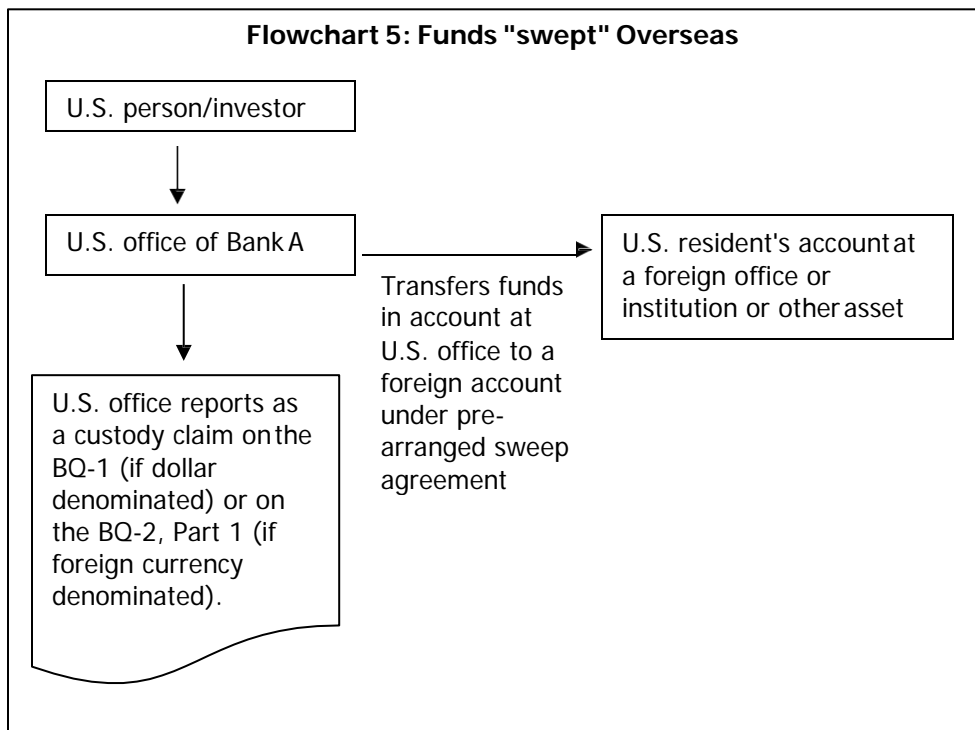 Flowchart 5: Funds "swept" Overseas
U.S. person/investor
U.S. office of Bank A
U.S. resident's account at
a foreign office or
institution or other asset
Transfers funds
in account at
U.S. office to a
foreign account
under pre-
arranged sweep
agreement
U.S. office reports as
a custody claim on the
BQ-1 (if dollar
denominated) or on
the BQ-2, Part 1 (if
foreign currency
denominated).